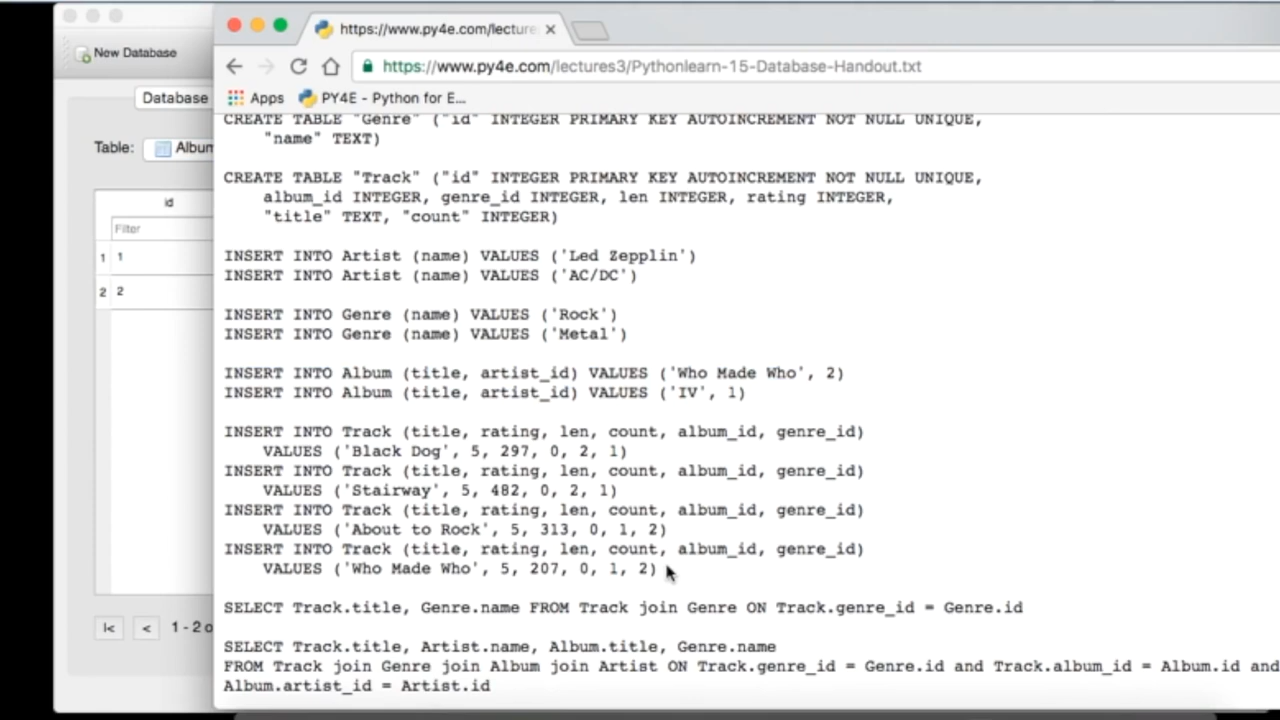 New Database
Database
Table: Album
id
Filter
1 1
2 2
1 - 2 o
https://www.py4e.com/lecture
https://www.py4e.com/lectures3/Pythonlearn-15-Database-Handout.txt
Apps PY4E - Python for E...
CREATE TABLE "Genre" ("id" INTEGER PRIMARY KEY AUTOINCREMENT NOT NULL UNIQUE,
"name" TEXT)
CREATE TABLE "Track" ("id" INTEGER PRIMARY KEY AUTOINCREMENT NOT NULL UNIQUE,
album_id INTEGER, genre_id INTEGER, len INTEGER, rating INTEGER,
"title" TEXT, "count" INTEGER)
INSERT INTO Artist (name) VALUES ('Led Zepplin')
INSERT INTO Artist (name) VALUES ('AC/DC')
INSERT INTO Genre (name) VALUES ('Rock')
INSERT INTO Genre (name) VALUES ('Metal')
INSERT INTO Album (title, artist_id) VALUES ('Who Made Who', 2)
INSERT INTO Album (title, artist_id) VALUES ('IV', 1)
INSERT INTO Track (title, rating, len, count, album_id, genre_id)
VALUES ('Black Dog', 5, 297, 0, 2, 1)
INSERT INTO Track (title, rating, len, count, album_id, genre_id)
VALUES ('Stairway', 5, 482, 0, 2, 1)
INSERT INTO Track (title, rating, len, count, album_id, genre_id)
VALUES ('About to Rock', 5, 313, 0, 1, 2)
INSERT INTO Track (title, rating, len, count, album_id, genre_id)
VALUES ('Who Made Who', 5, 207, 0, 1, 2)
SELECT Track.title, Genre.name FROM Track join Genre ON Track.genre_id = Genre.id
SELECT Track.title, Artist.name, Album.title, Genre.name
FROM Track join Genre join Album join Artist ON Track.genre_id = Genre.id and Track.album_id = Album.id and
Album.artist_id = Artist.id